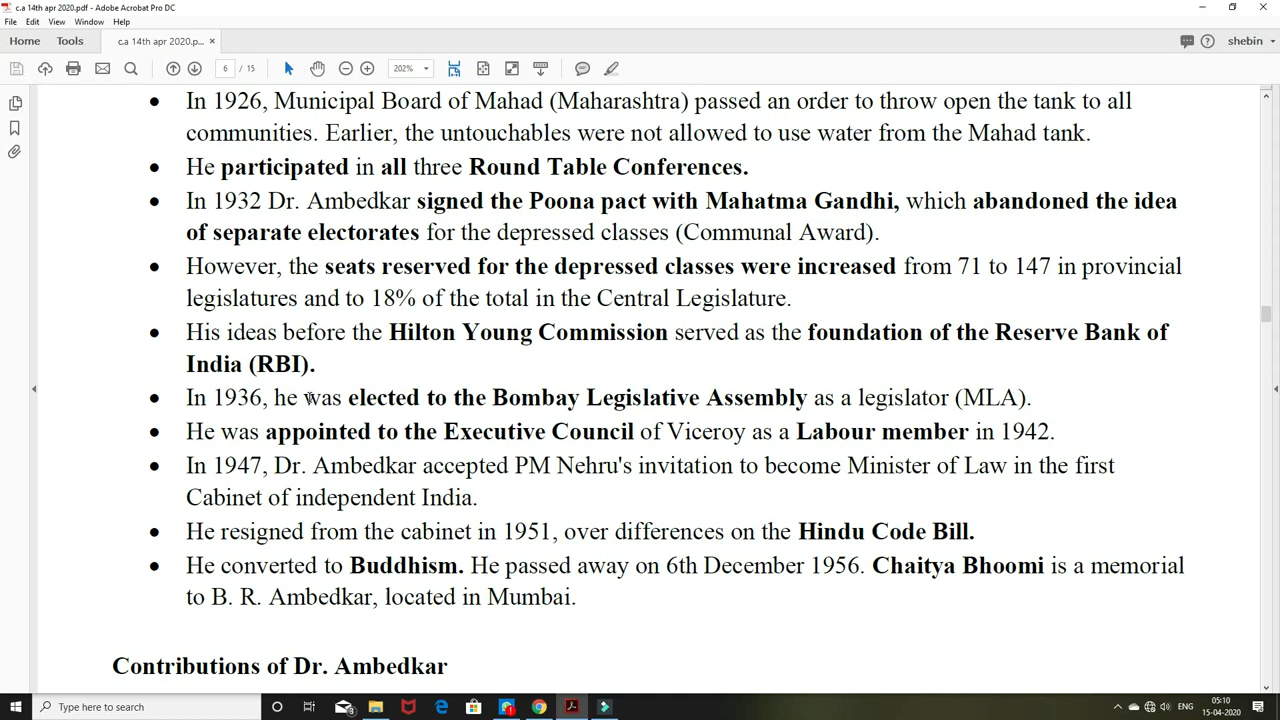 c.a 14th apr 2020.pdf - Adobe Acrobat Pro DC
File Edit View Window Help
Home Tools c.a 14th apr 2020.p... × shebin
6 / 15 202%
• In 1926, Municipal Board of Mahad (Maharashtra) passed an order to throw open the tank to all
communities. Earlier, the untouchables were not allowed to use water from the Mahad tank.
• He participated in all three Round Table Conferences.
• In 1932 Dr. Ambedkar signed the Poona pact with Mahatma Gandhi, which abandoned the idea
of separate electorates for the depressed classes (Communal Award).
• However, the seats reserved for the depressed classes were increased from 71 to 147 in provincial
legislatures and to 18% of the total in the Central Legislature.
• His ideas before the Hilton Young Commission served as the foundation of the Reserve Bank of
India (RBI).
• In 1936, he was elected to the Bombay Legislative Assembly as a legislator (MLA).
• He was appointed to the Executive Council of Viceroy as a Labour member in 1942.
• In 1947, Dr. Ambedkar accepted PM Nehru's invitation to become Minister of Law in the first
Cabinet of independent India.
• He resigned from the cabinet in 1951, over differences on the Hindu Code Bill.
• He converted to Buddhism. He passed away on 6th December 1956. Chaitya Bhoomi is a memorial
to B. R. Ambedkar, located in Mumbai.
Contributions of Dr. Ambedkar
Type here to search ENG 05:10
15-04-2020